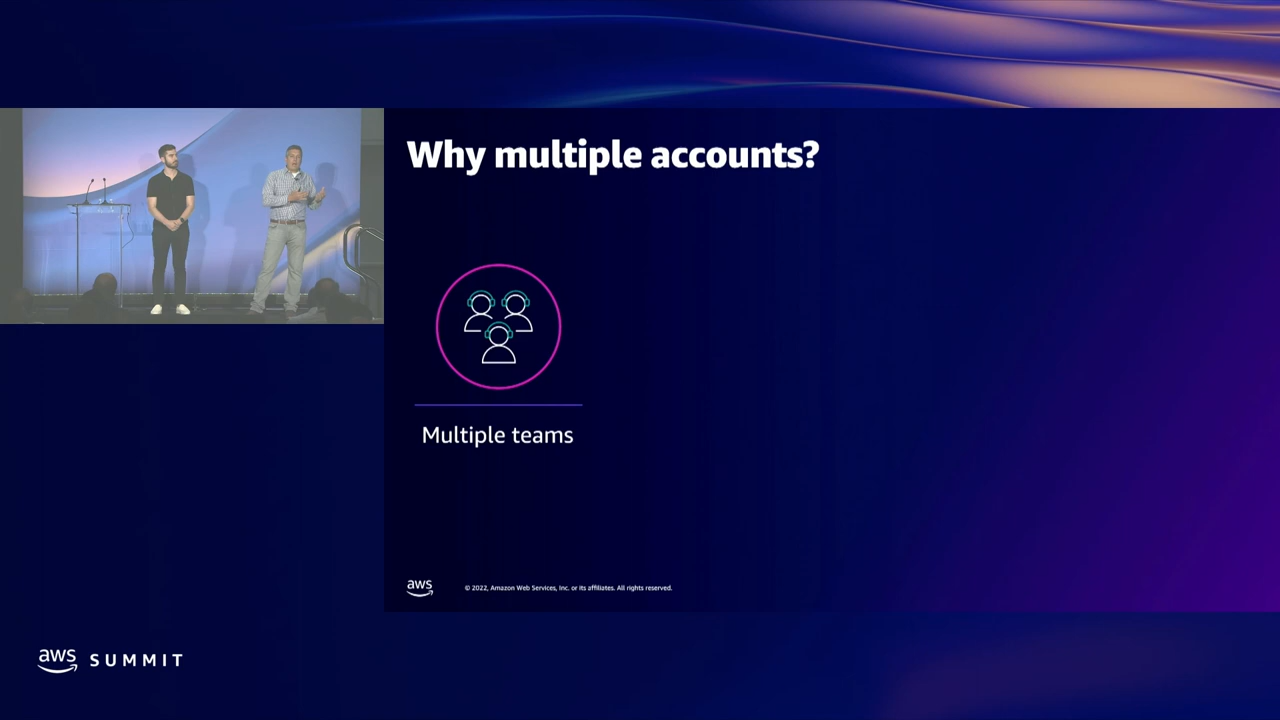 Why multiple accounts?
Multiple teams
aws
© 2022, Amazon Web Services, Inc. or its affiliates. All rights reserved.
aws SUMMIT